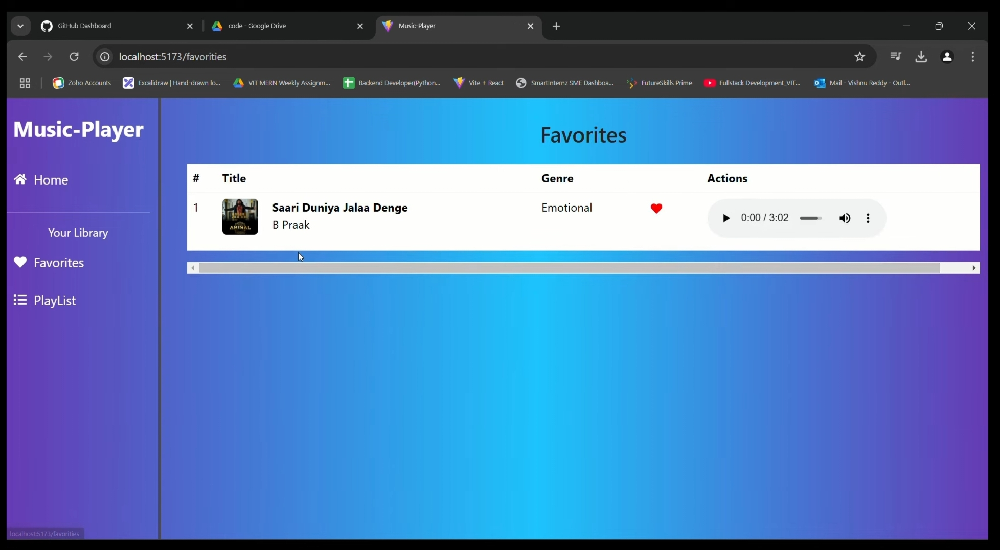 GitHub Dashboard
code - Google Drive
Music-Player
localhost:5173/favorities
Zoho Accounts
Excalidraw | Hand-drawn lo...
VIT MERN Weekly Assignm...
Backend Developer(Python...
Vite + React
SmartInternz SME Dashboa...
FutureSkills Prime
Fullstack Development_VIT...
Mail - Vishnu Reddy - Outl...
Music-Player
Home
Your Library
Favorites
PlayList
Favorites
# Title Genre Actions
1 Saari Duniya Jalaa Denge Emotional 0:00 / 3:02
B Praak
ANIMAL
localhost:5173/favorities